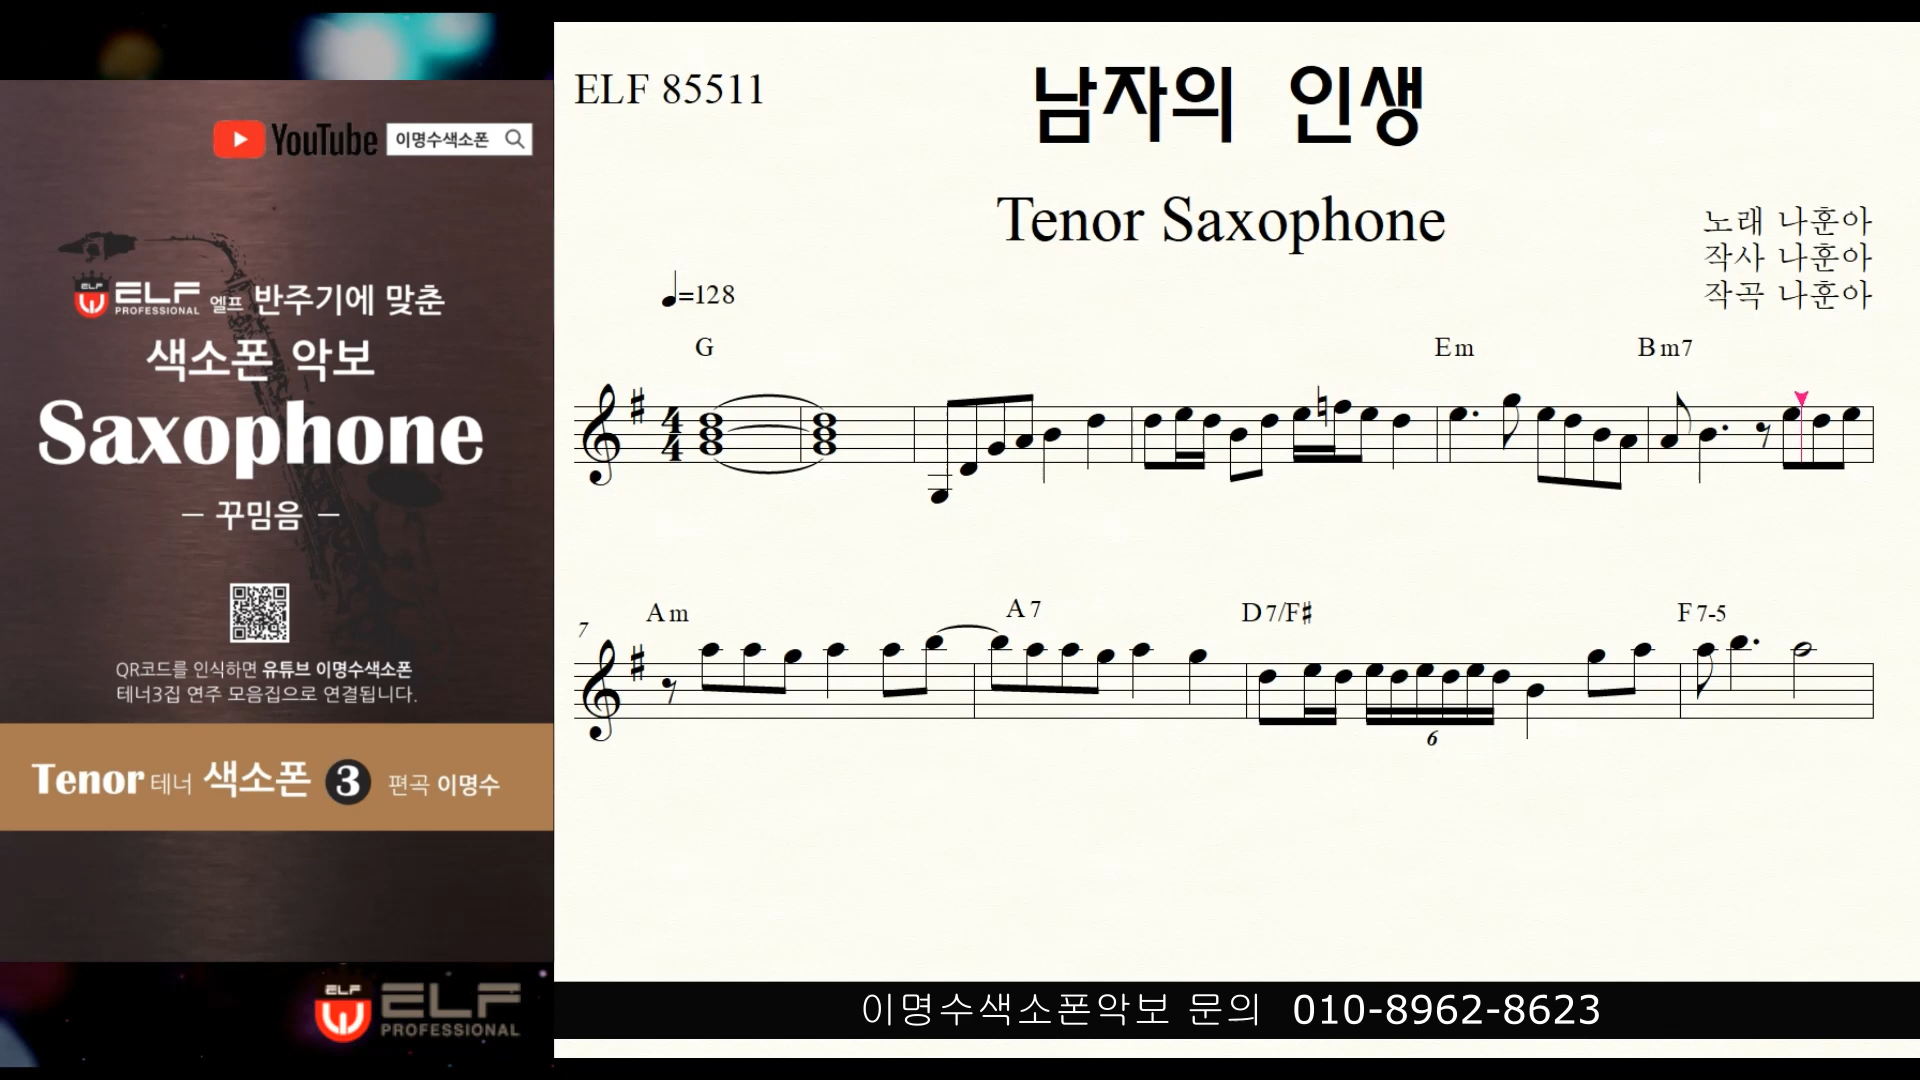 YouTube 이명수색소폰
ELF
ELF PROFESSIONAL 엘프 반주기에 맞춘
색소폰 악보
Saxophone
- 꾸밈음 -
QR코드를 인식하면 유튜브 이명수색소폰
테너3집 연주 모음집으로 연결됩니다.
Tenor 테너 색소폰 3 편곡 이명수
ELF
ELF PROFESSIONAL
ELF 85511
남자의 인생
Tenor Saxophone
노래 나훈아
작사 나훈아
작곡 나훈아
=128
G Em Bm7
4
4
7
Am A7 D7/F♯ F7-5
6
이명수색소폰악보 문의 010-8962-8623